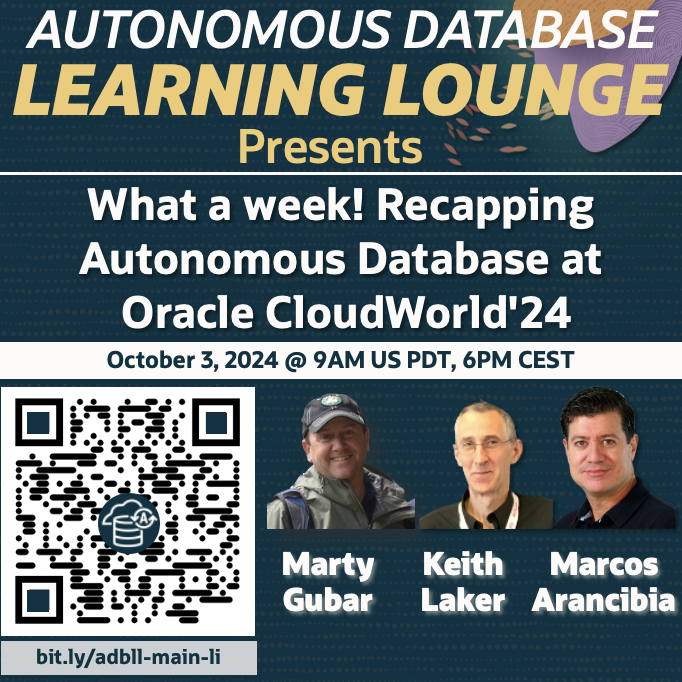 AUTONOMOUS DATABASE
LEARNING LOUNGE
Presents
What a week! Recapping
Autonomous Database at
Oracle CloudWorld'24
October 3, 2024 @ 9AM US PDT, 6PM CEST
A
Marty
Gubar
Keith
Laker
Marcos
Arancibia
bit.ly/adbll-main-li